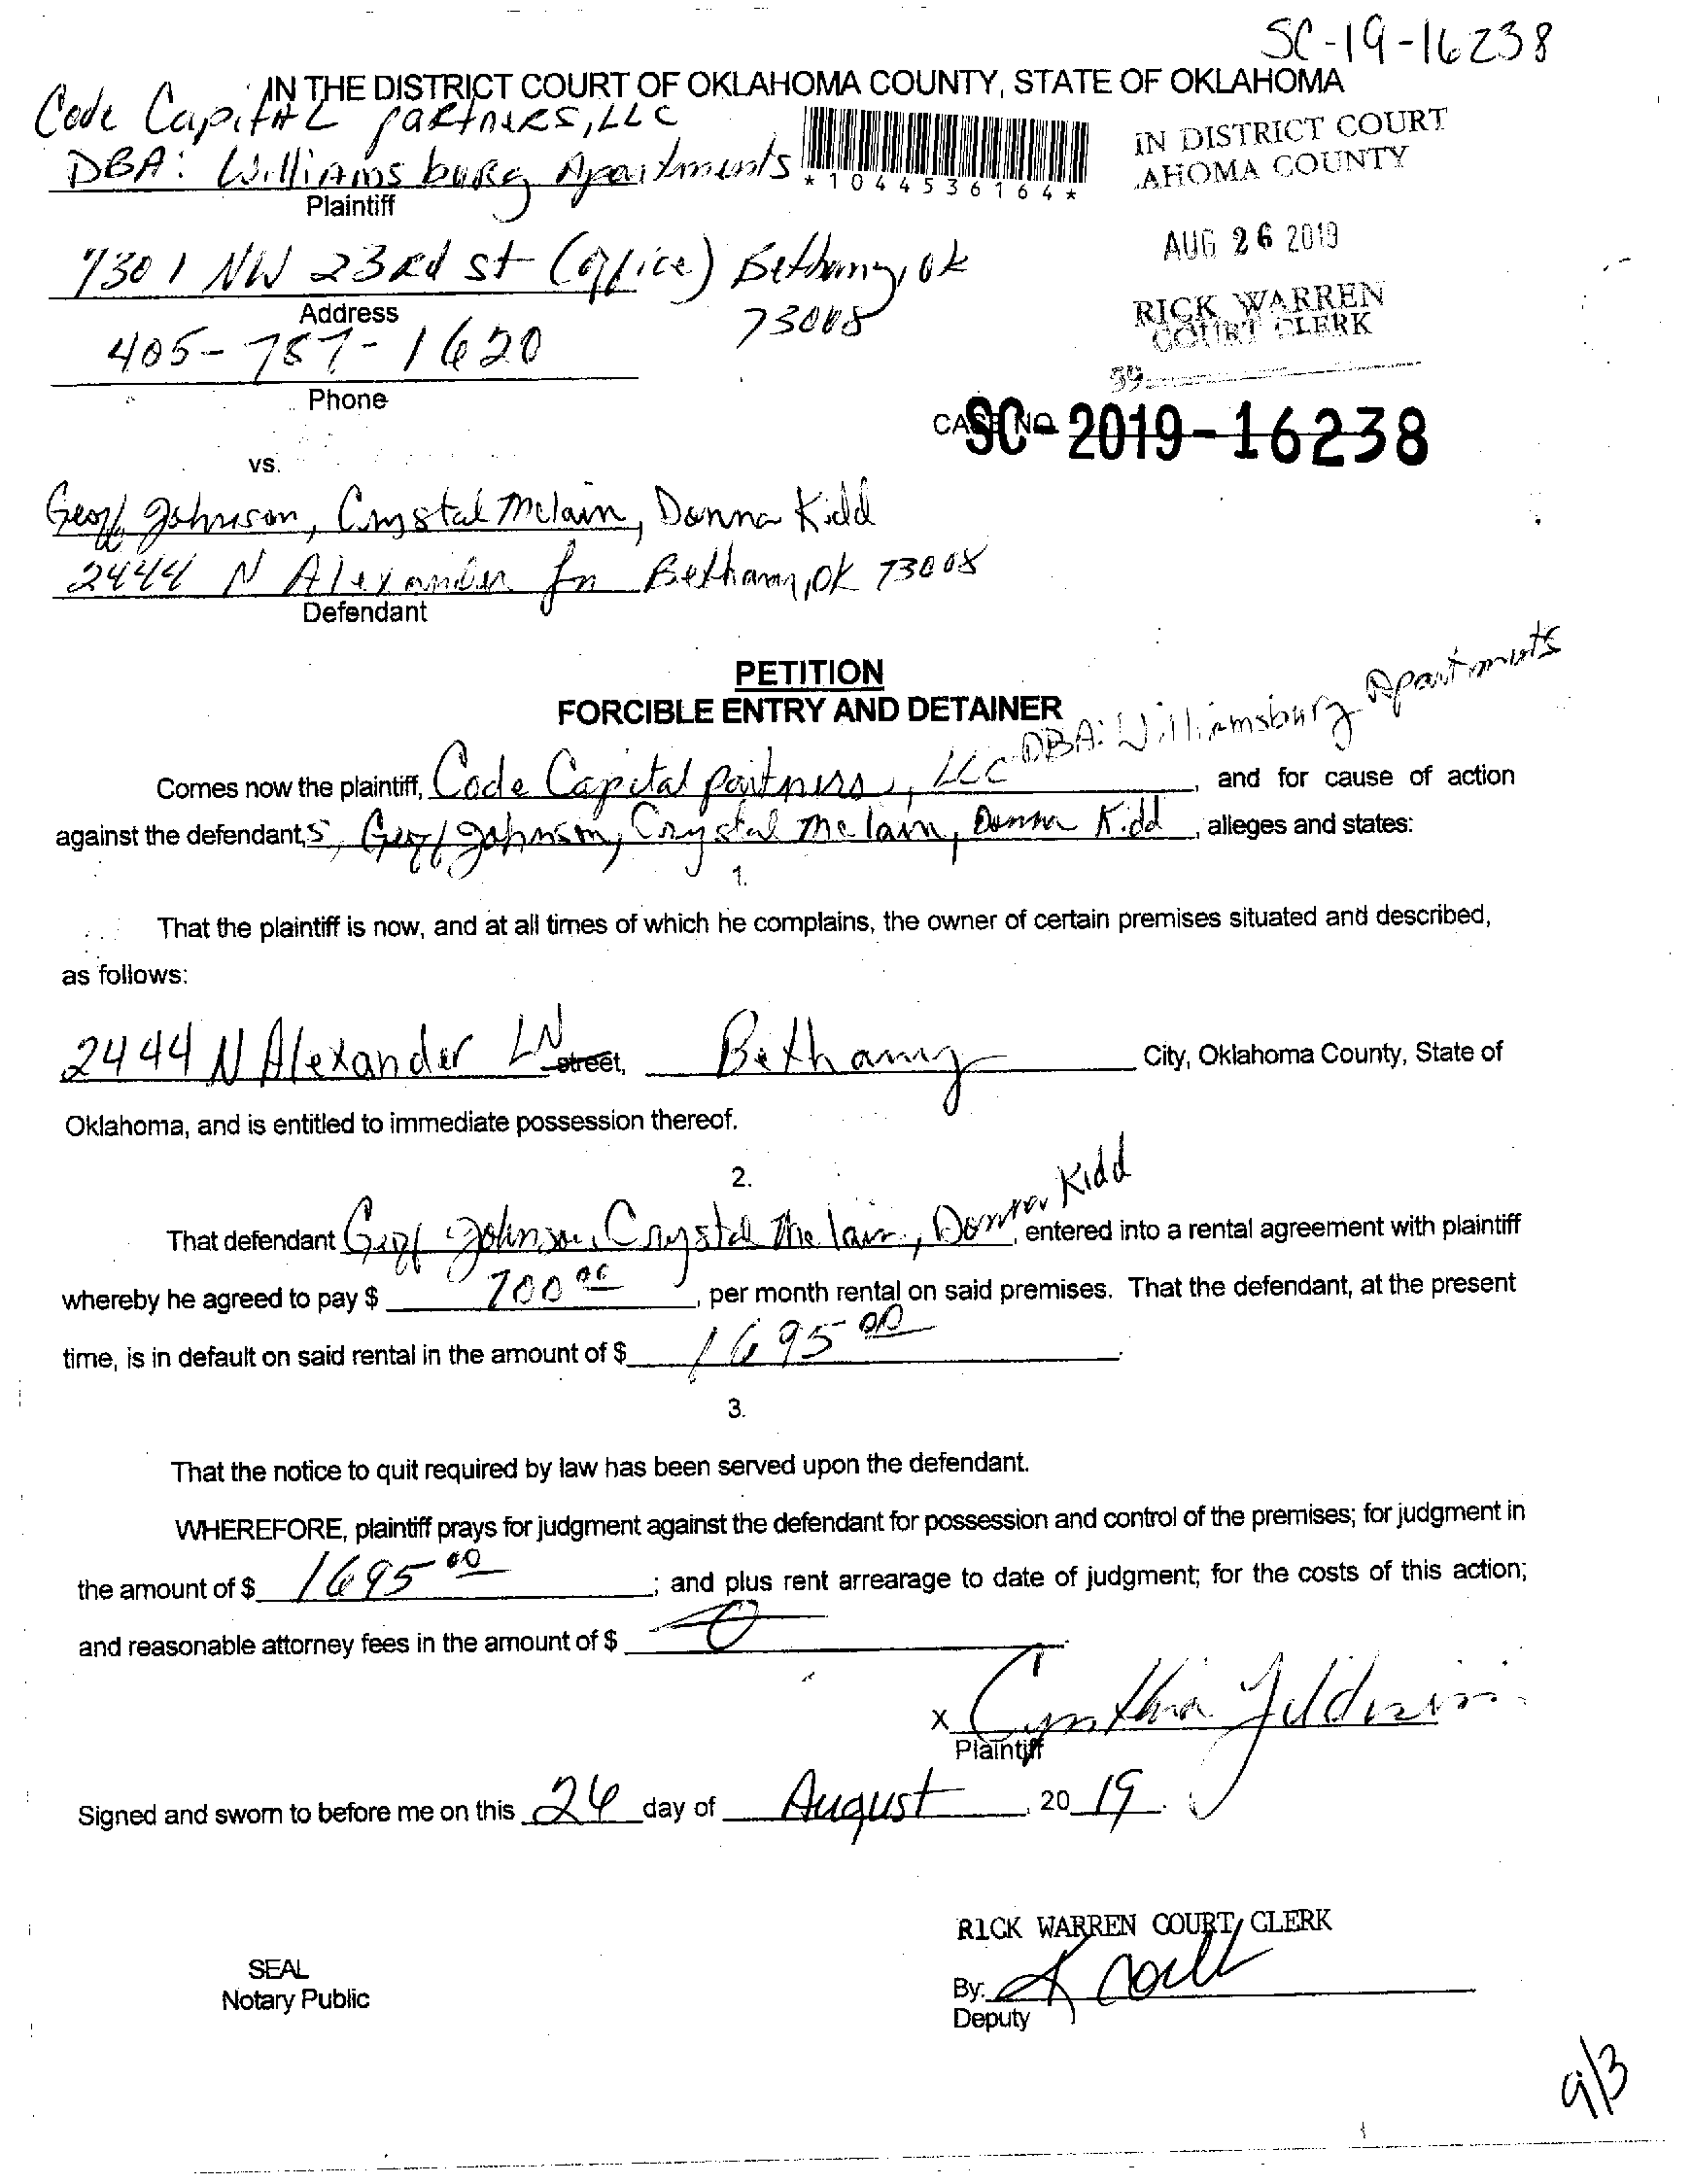 SC-19-16238
IN THE DISTRICT COURT OF OKLAHOMA COUNTY, STATE OF OKLAHOMA
Code CapitAL PARtnERS, LLC
DBA: WilliAms buRg Apartments
*1044536164*
IN DISTRICT COURT
AHOMA COUNTY
Plaintiff
AUG 26 2019
7301 NW 23Rd st (office) Bethany, Ok
73008
Address
RICK WARREN
COURT CLERK
405-787-1620
Phone
39
CASE NO.
SC-2019-16238
vs.
Geoff Johnson, Crystal Mclain, Donna Kidd
2444 N Alexander Ln Bethany, OK 73008
Defendant
PETITION
FORCIBLE ENTRY AND DETAINER
Comes now the plaintiff, Code Capital partners, LLC DBA: Williamsburg Apartments, and for cause of action
against the defendant,s, Geoff Johnson, Crystal Mclain, Donna Kidd, alleges and states:
1.
That the plaintiff is now, and at all times of which he complains, the owner of certain premises situated and described,
as follows:
2444 N Alexander LN street, Bethany City, Oklahoma County, State of
Oklahoma, and is entitled to immediate possession thereof.
2.
That defendant Geoff Johnson, Crystal Mclain, Donna Kidd, entered into a rental agreement with plaintiff
whereby he agreed to pay $ 700 00, per month rental on said premises. That the defendant, at the present
time, is in default on said rental in the amount of $ 1695 00.
3.
That the notice to quit required by law has been served upon the defendant.
WHEREFORE, plaintiff prays for judgment against the defendant for possession and control of the premises; for judgment in
the amount of $ 1695 00; and plus rent arrearage to date of judgment; for the costs of this action;
and reasonable attorney fees in the amount of $ 0
x Cynthia
Plaintiff
Signed and sworn to before me on this 26 day of August, 2019.
RICK WARREN COURT CLERK
SEAL
Notary Public
By:
Deputy
9/3